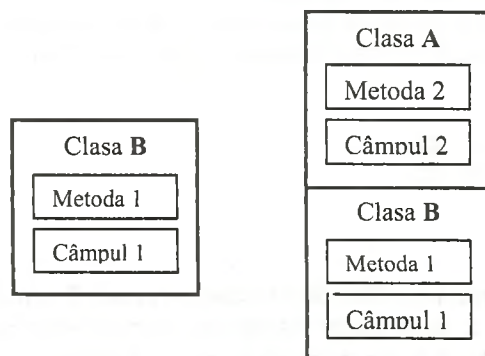 Clasa B
Metoda 1
Câmpul 1
Clasa A
Metoda 2
Câmpul 2
Clasa B
Metoda 1
Câmpul 1